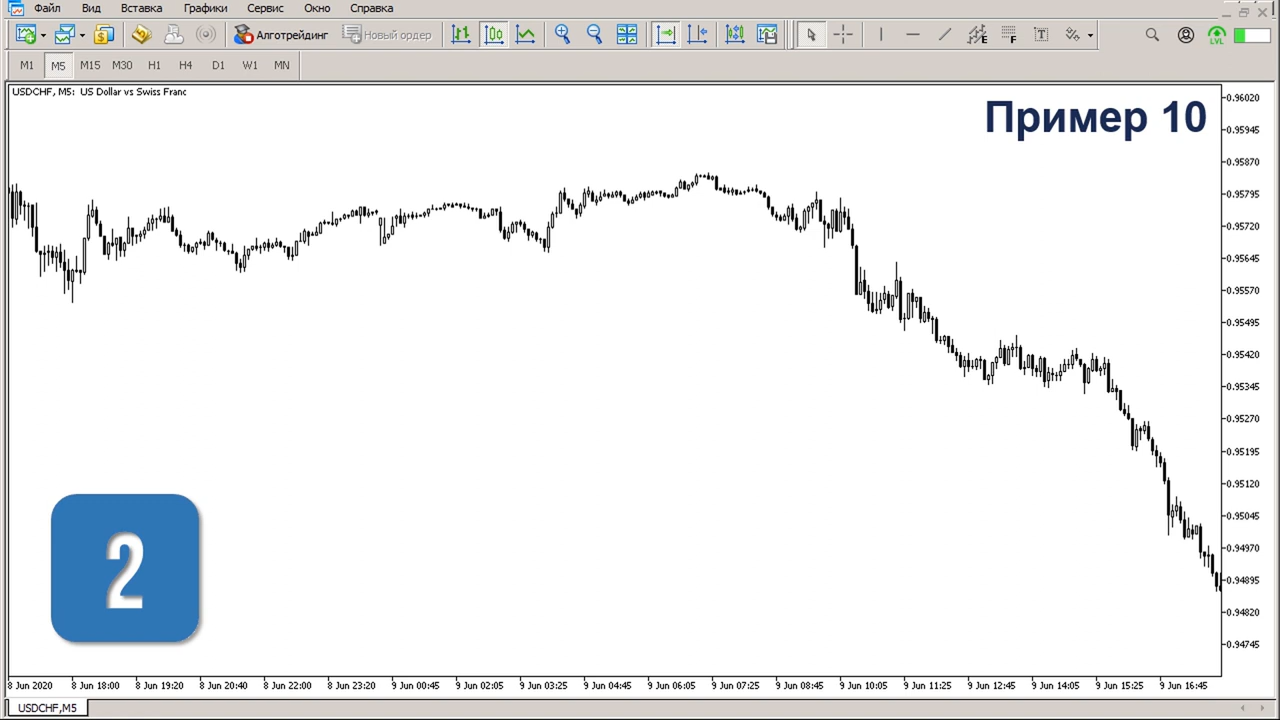 Файл Вид Вставка Графики Сервис Окно Справка
Алготрейдинг Новый ордер E F T LVL
M1 M5 M15 M30 H1 H4 D1 W1 MN
USDCHF, M5: US Dollar vs Swiss Franc
Пример 10
0.96020
0.95945
0.95870
0.95795
0.95720
0.95645
0.95570
0.95495
0.95420
0.95345
0.95270
0.95195
0.95120
0.95045
0.94970
0.94895
0.94820
0.94745
2
8 Jun 2020 8 Jun 18:00 8 Jun 19:20 8 Jun 20:40 8 Jun 22:00 8 Jun 23:20 9 Jun 00:45 9 Jun 02:05 9 Jun 03:25 9 Jun 04:45 9 Jun 06:05 9 Jun 07:25 9 Jun 08:45 9 Jun 10:05 9 Jun 11:25 9 Jun 12:45 9 Jun 14:05 9 Jun 15:25 9 Jun 16:45
USDCHF,M5